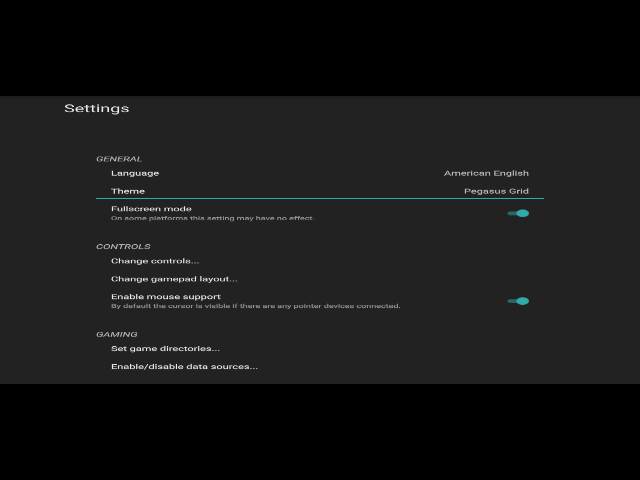 Settings
GENERAL
Language American English
Theme Pegasus Grid
Fullscreen mode
On some platforms this setting may have no effect.
CONTROLS
Change controls...
Change gamepad layout...
Enable mouse support
By default the cursor is visible if there are any pointer devices connected.
GAMING
Set game directories...
Enable/disable data sources...